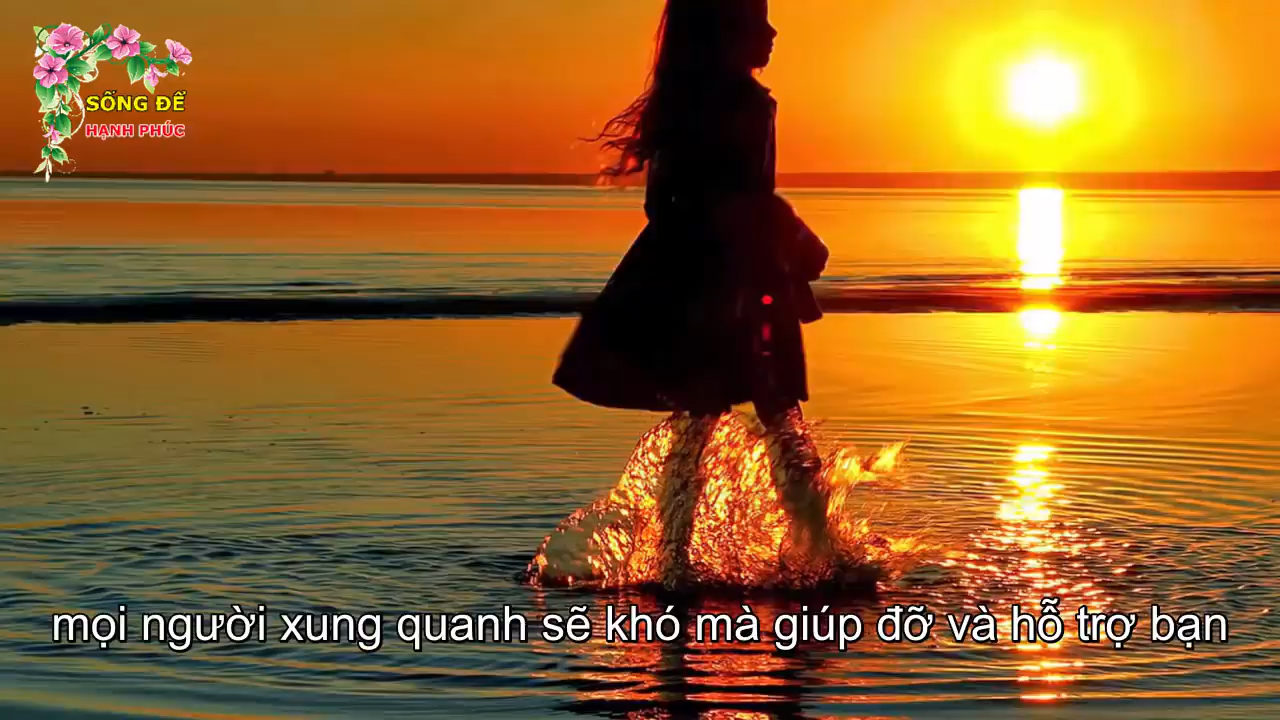 SỐNG ĐỂ
HẠNH PHÚC
mọi người xung quanh sẽ khó mà giúp đỡ và hỗ trợ bạn